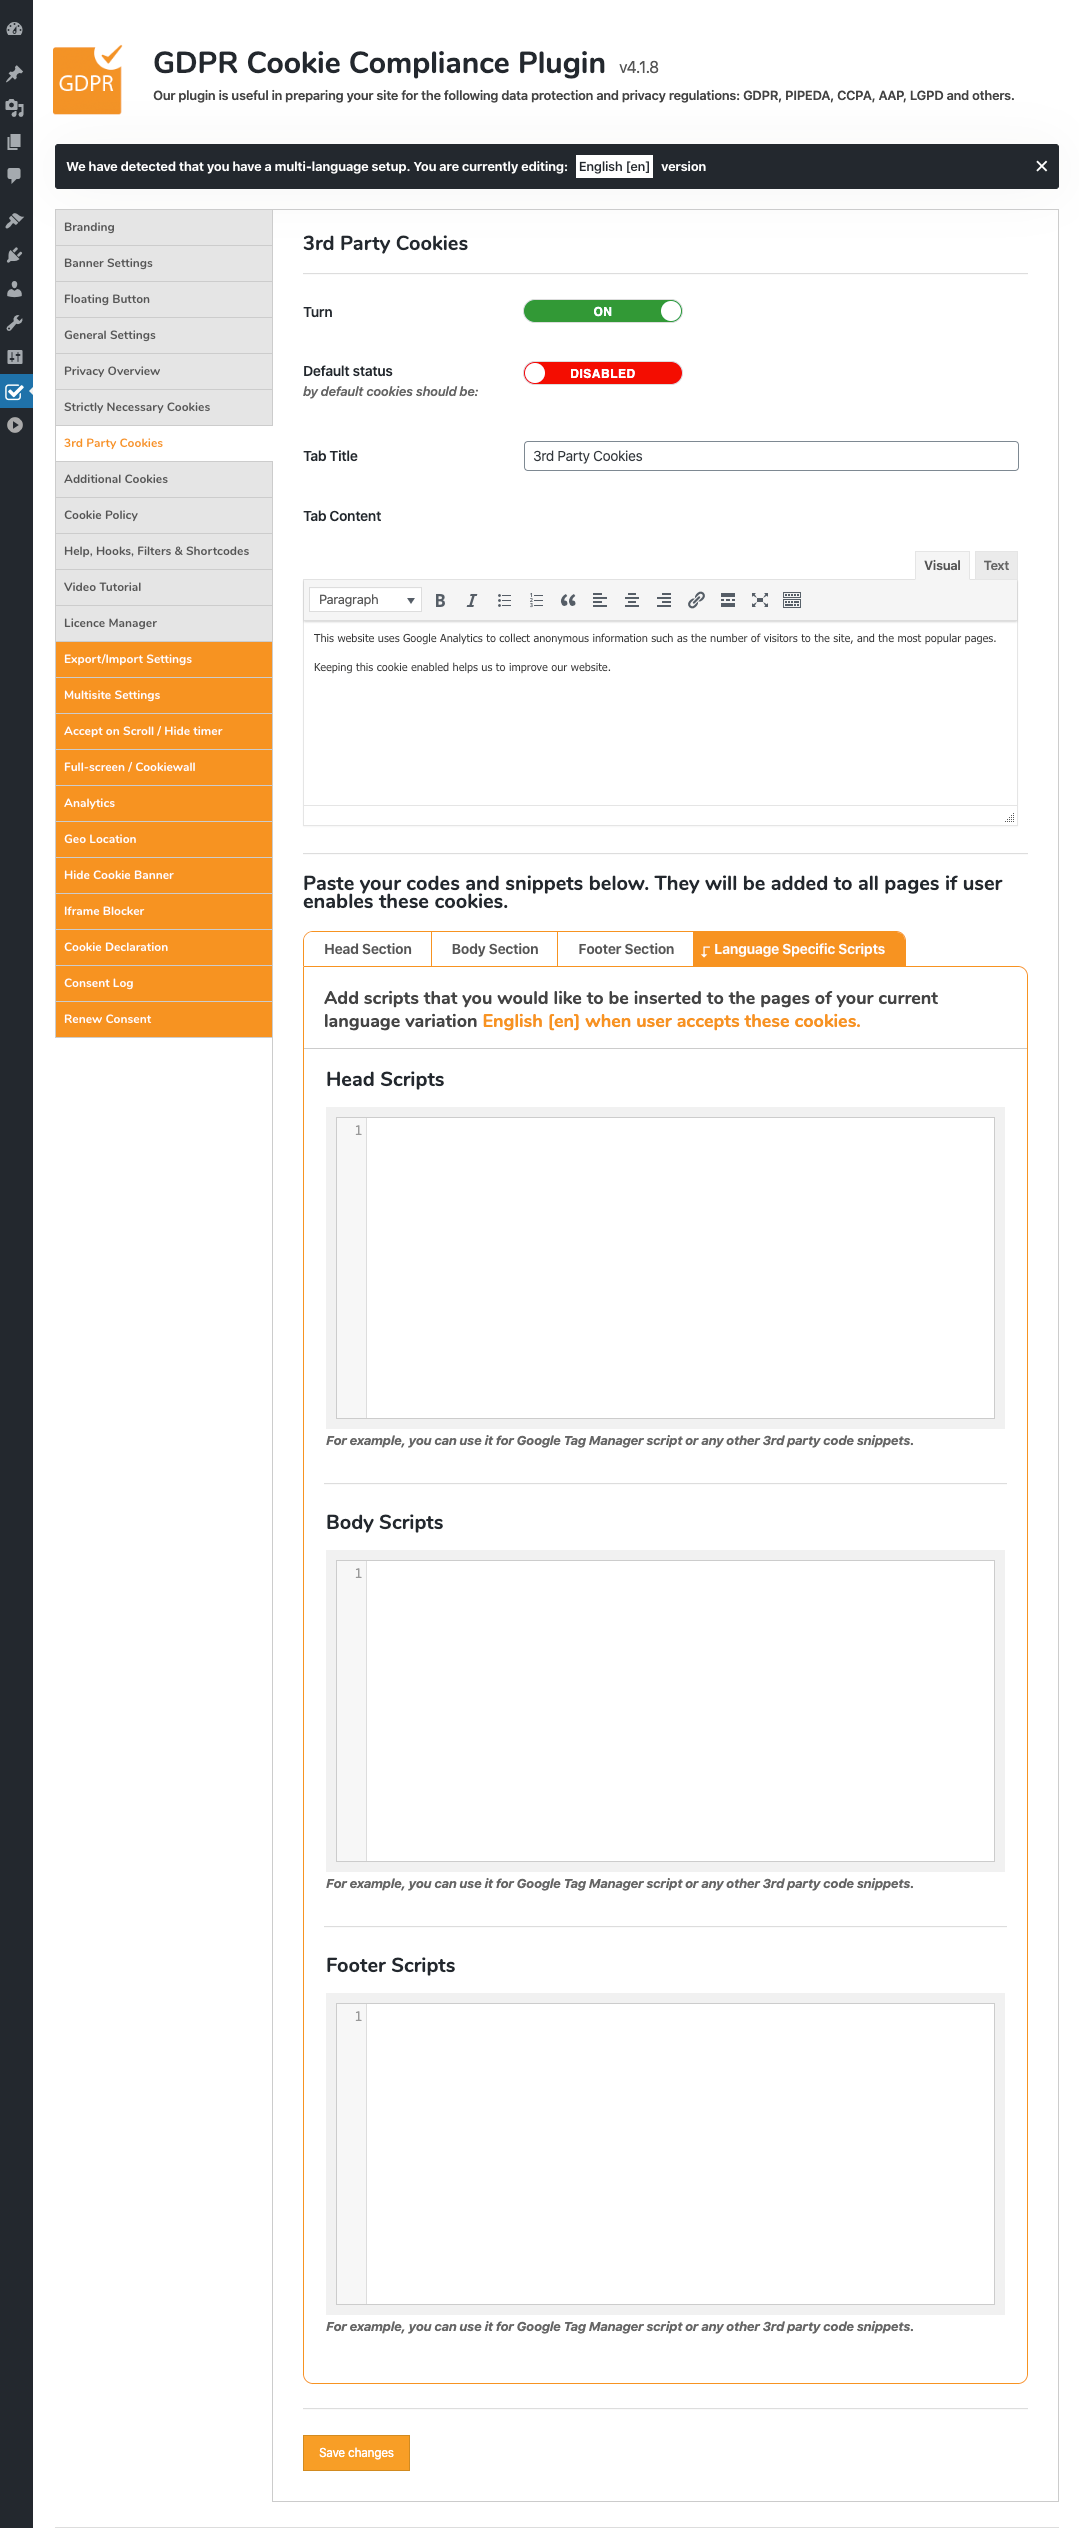 GDPR
GDPR Cookie Compliance Plugin v4.1.8
Our plugin is useful in preparing your site for the following data protection and privacy regulations: GDPR, PIPEDA, CCPA, AAP, LGPD and others.
We have detected that you have a multi-language setup. You are currently editing: English [en] version
Branding
Banner Settings
Floating Button
General Settings
Privacy Overview
Strictly Necessary Cookies
3rd Party Cookies
Additional Cookies
Cookie Policy
Help, Hooks, Filters & Shortcodes
Video Tutorial
Licence Manager
Export/Import Settings
Multisite Settings
Accept on Scroll / Hide timer
Full-screen / Cookiewall
Analytics
Geo Location
Hide Cookie Banner
Iframe Blocker
Cookie Declaration
Consent Log
Renew Consent
3rd Party Cookies
Turn
ON
Default status
by default cookies should be:
DISABLED
Tab Title
3rd Party Cookies
Tab Content
Visual Text
Paragraph
This website uses Google Analytics to collect anonymous information such as the number of visitors to the site, and the most popular pages.
Keeping this cookie enabled helps us to improve our website.
Paste your codes and snippets below. They will be added to all pages if user
enables these cookies.
Head Section Body Section Footer Section Language Specific Scripts
Add scripts that you would like to be inserted to the pages of your current
language variation English [en] when user accepts these cookies.
Head Scripts
1
For example, you can use it for Google Tag Manager script or any other 3rd party code snippets.
Body Scripts
1
For example, you can use it for Google Tag Manager script or any other 3rd party code snippets.
Footer Scripts
1
For example, you can use it for Google Tag Manager script or any other 3rd party code snippets.
Save changes